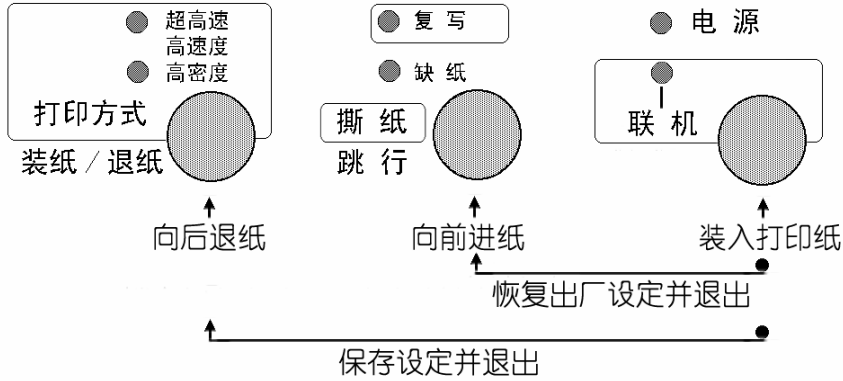 超高速
高速度
高密度
打印方式
装纸／退纸
复写
缺纸
撕纸
跳行
电源
联机
向后退纸
向前进纸
装入打印纸
恢复出厂设定并退出
保存设定并退出